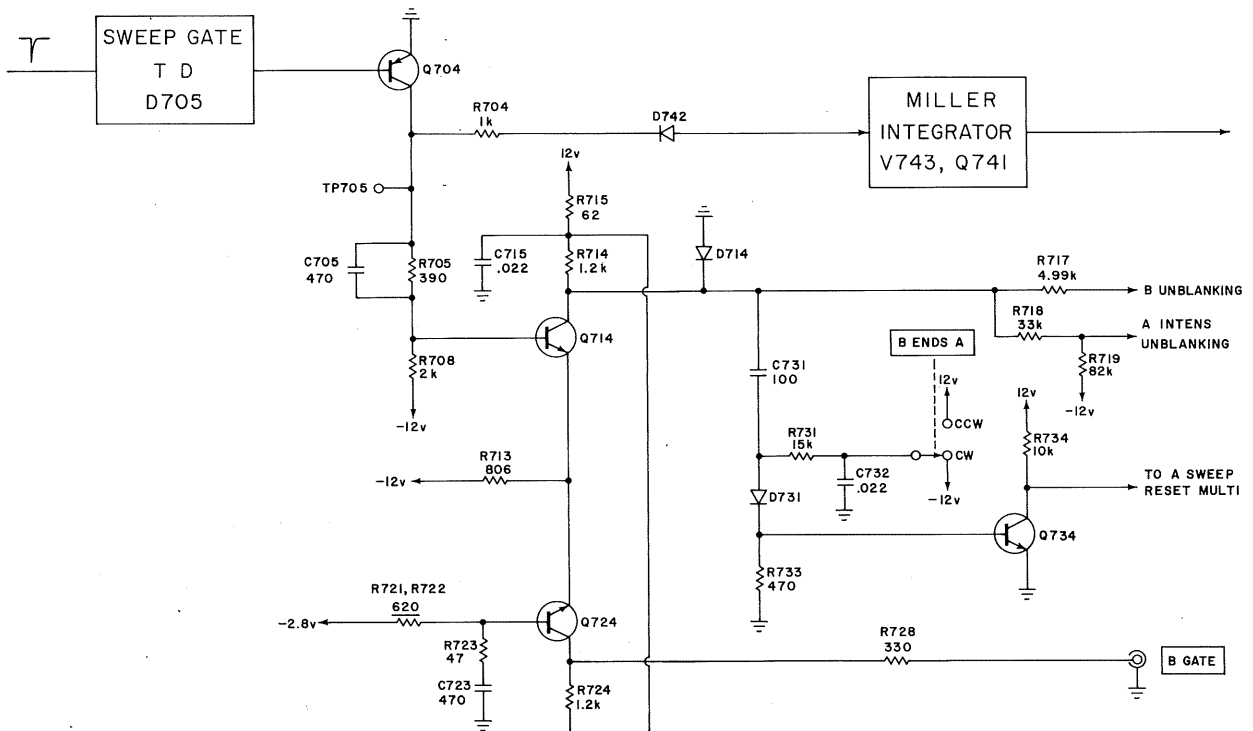 SWEEP GATE
T D
D705
Q704
R704
1k
D742
MILLER
INTEGRATOR
V743, Q741
12v
TP705
R715
62
C705
470
R705
390
C715
.022
R714
1.2k
D714
R717
4.99k
B UNBLANKING
R718
33k
A INTENS
UNBLANKING
Q714
R708
2k
-12v
C731
100
B ENDS A
12v
CCW
R719
82k
-12v
12v
R731
15k
CW
R734
10k
R713
806
-12v
C732
.022
-12v
TO A SWEEP
RESET MULTI
D731
Q734
R733
470
R721, R722
620
-2.8v
Q724
R723
47
R728
330
B GATE
C723
470
R724
1.2k